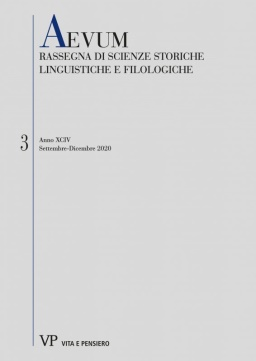 AEVUM
RASSEGNA DI SCIENZE STORICHE
LINGUISTICHE E FILOLOGICHE
3
Anno XCIV
Settembre-Dicembre 2020
VP VITA E PENSIERO